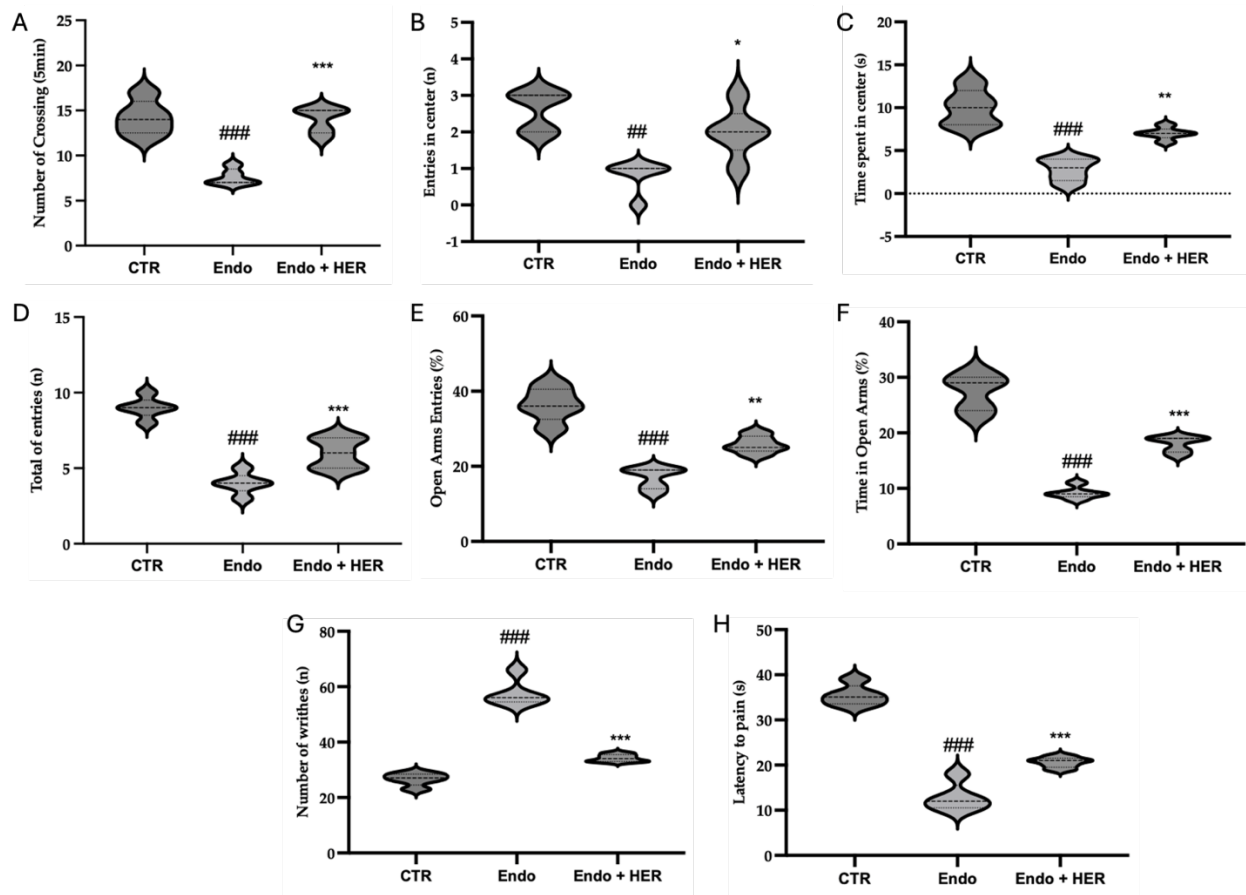 A
Number of Crossing (5min)
25
20
15
10
5
0
###
***
CTR Endo Endo + HER
B
Entries in center (n)
5
4
3
2
1
0
-1
##
*
CTR Endo Endo + HER
C
Time spent in center (s)
20
15
10
5
0
-5
###
**
CTR Endo Endo + HER
D
Total of entries (n)
15
10
5
0
###
***
CTR Endo Endo + HER
E
Open Arms Entries (%)
60
40
20
0
###
**
CTR Endo Endo + HER
F
Time in Open Arms (%)
40
30
20
10
0
###
***
CTR Endo Endo + HER
G
Number of writhes (n)
80
60
40
20
0
###
***
CTR Endo Endo + HER
H
Latency to pain (s)
50
40
30
20
10
0
###
***
CTR Endo Endo + HER